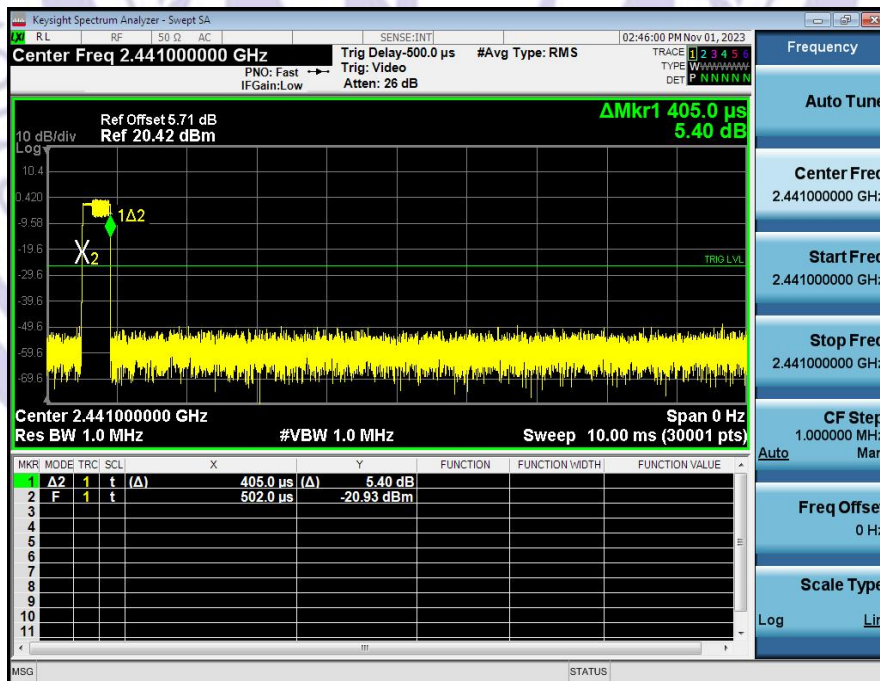 Keysight Spectrum Analyzer - Swept SA
LXI RL RF 50 Ω AC SENSE:INT 02:46:00 PM Nov 01, 2023
Center Freq 2.441000000 GHz
Trig Delay-500.0 µs #Avg Type: RMS
TRACE 1 2 3 4 5 6
PNO: Fast
Trig: Video
TYPE WWWWWW
IFGain:Low
Atten: 26 dB
DET P N N N N N
ΔMkr1 405.0 µs
5.40 dB
Ref Offset 5.71 dB
10 dB/div Ref 20.42 dBm
Log
10.4
0.420
-9.58
-19.6
-29.6
-39.6
-49.6
-59.6
-69.6
1Δ2
X2
TRIG LVL
Center 2.441000000 GHz Span 0 Hz
Res BW 1.0 MHz #VBW 1.0 MHz Sweep 10.00 ms (30001 pts)
MKR MODE TRC SCL X Y FUNCTION FUNCTION WIDTH FUNCTION VALUE
1 Δ2 1 t (Δ) 405.0 µs (Δ) 5.40 dB
2 F 1 t 502.0 µs -20.93 dBm
3
4
5
6
7
8
9
10
11
MSG STATUS
Frequency
Auto Tune
Center Freq
2.441000000 GHz
Start Freq
2.441000000 GHz
Stop Freq
2.441000000 GHz
CF Step
1.000000 MHz
Auto Man
Freq Offset
0 Hz
Scale Type
Log Lin